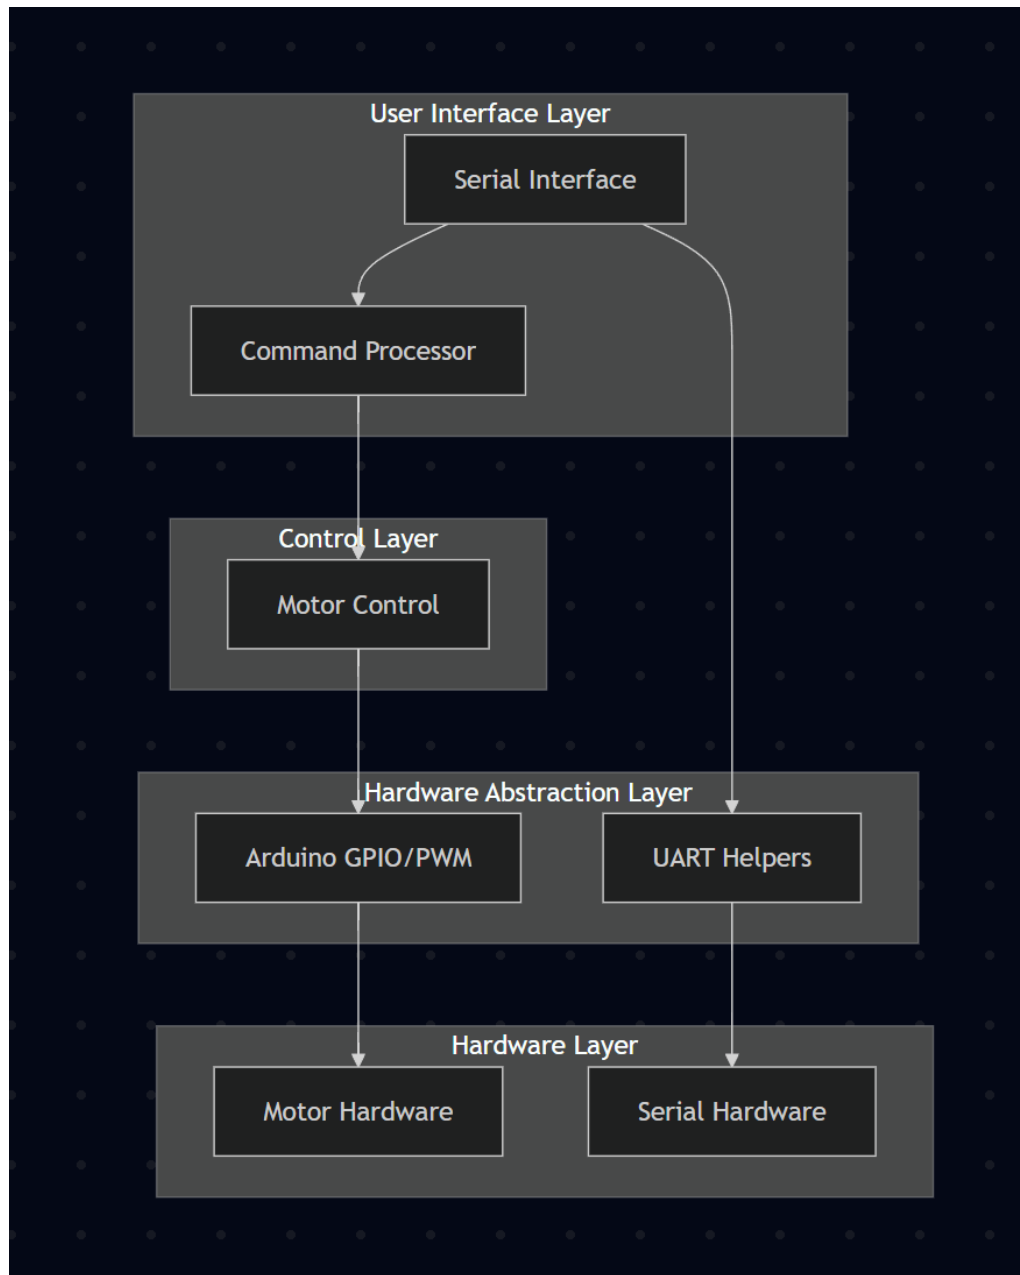 User Interface Layer
Serial Interface
Command Processor
Control Layer
Motor Control
Hardware Abstraction Layer
Arduino GPIO/PWM
UART Helpers
Hardware Layer
Motor Hardware
Serial Hardware